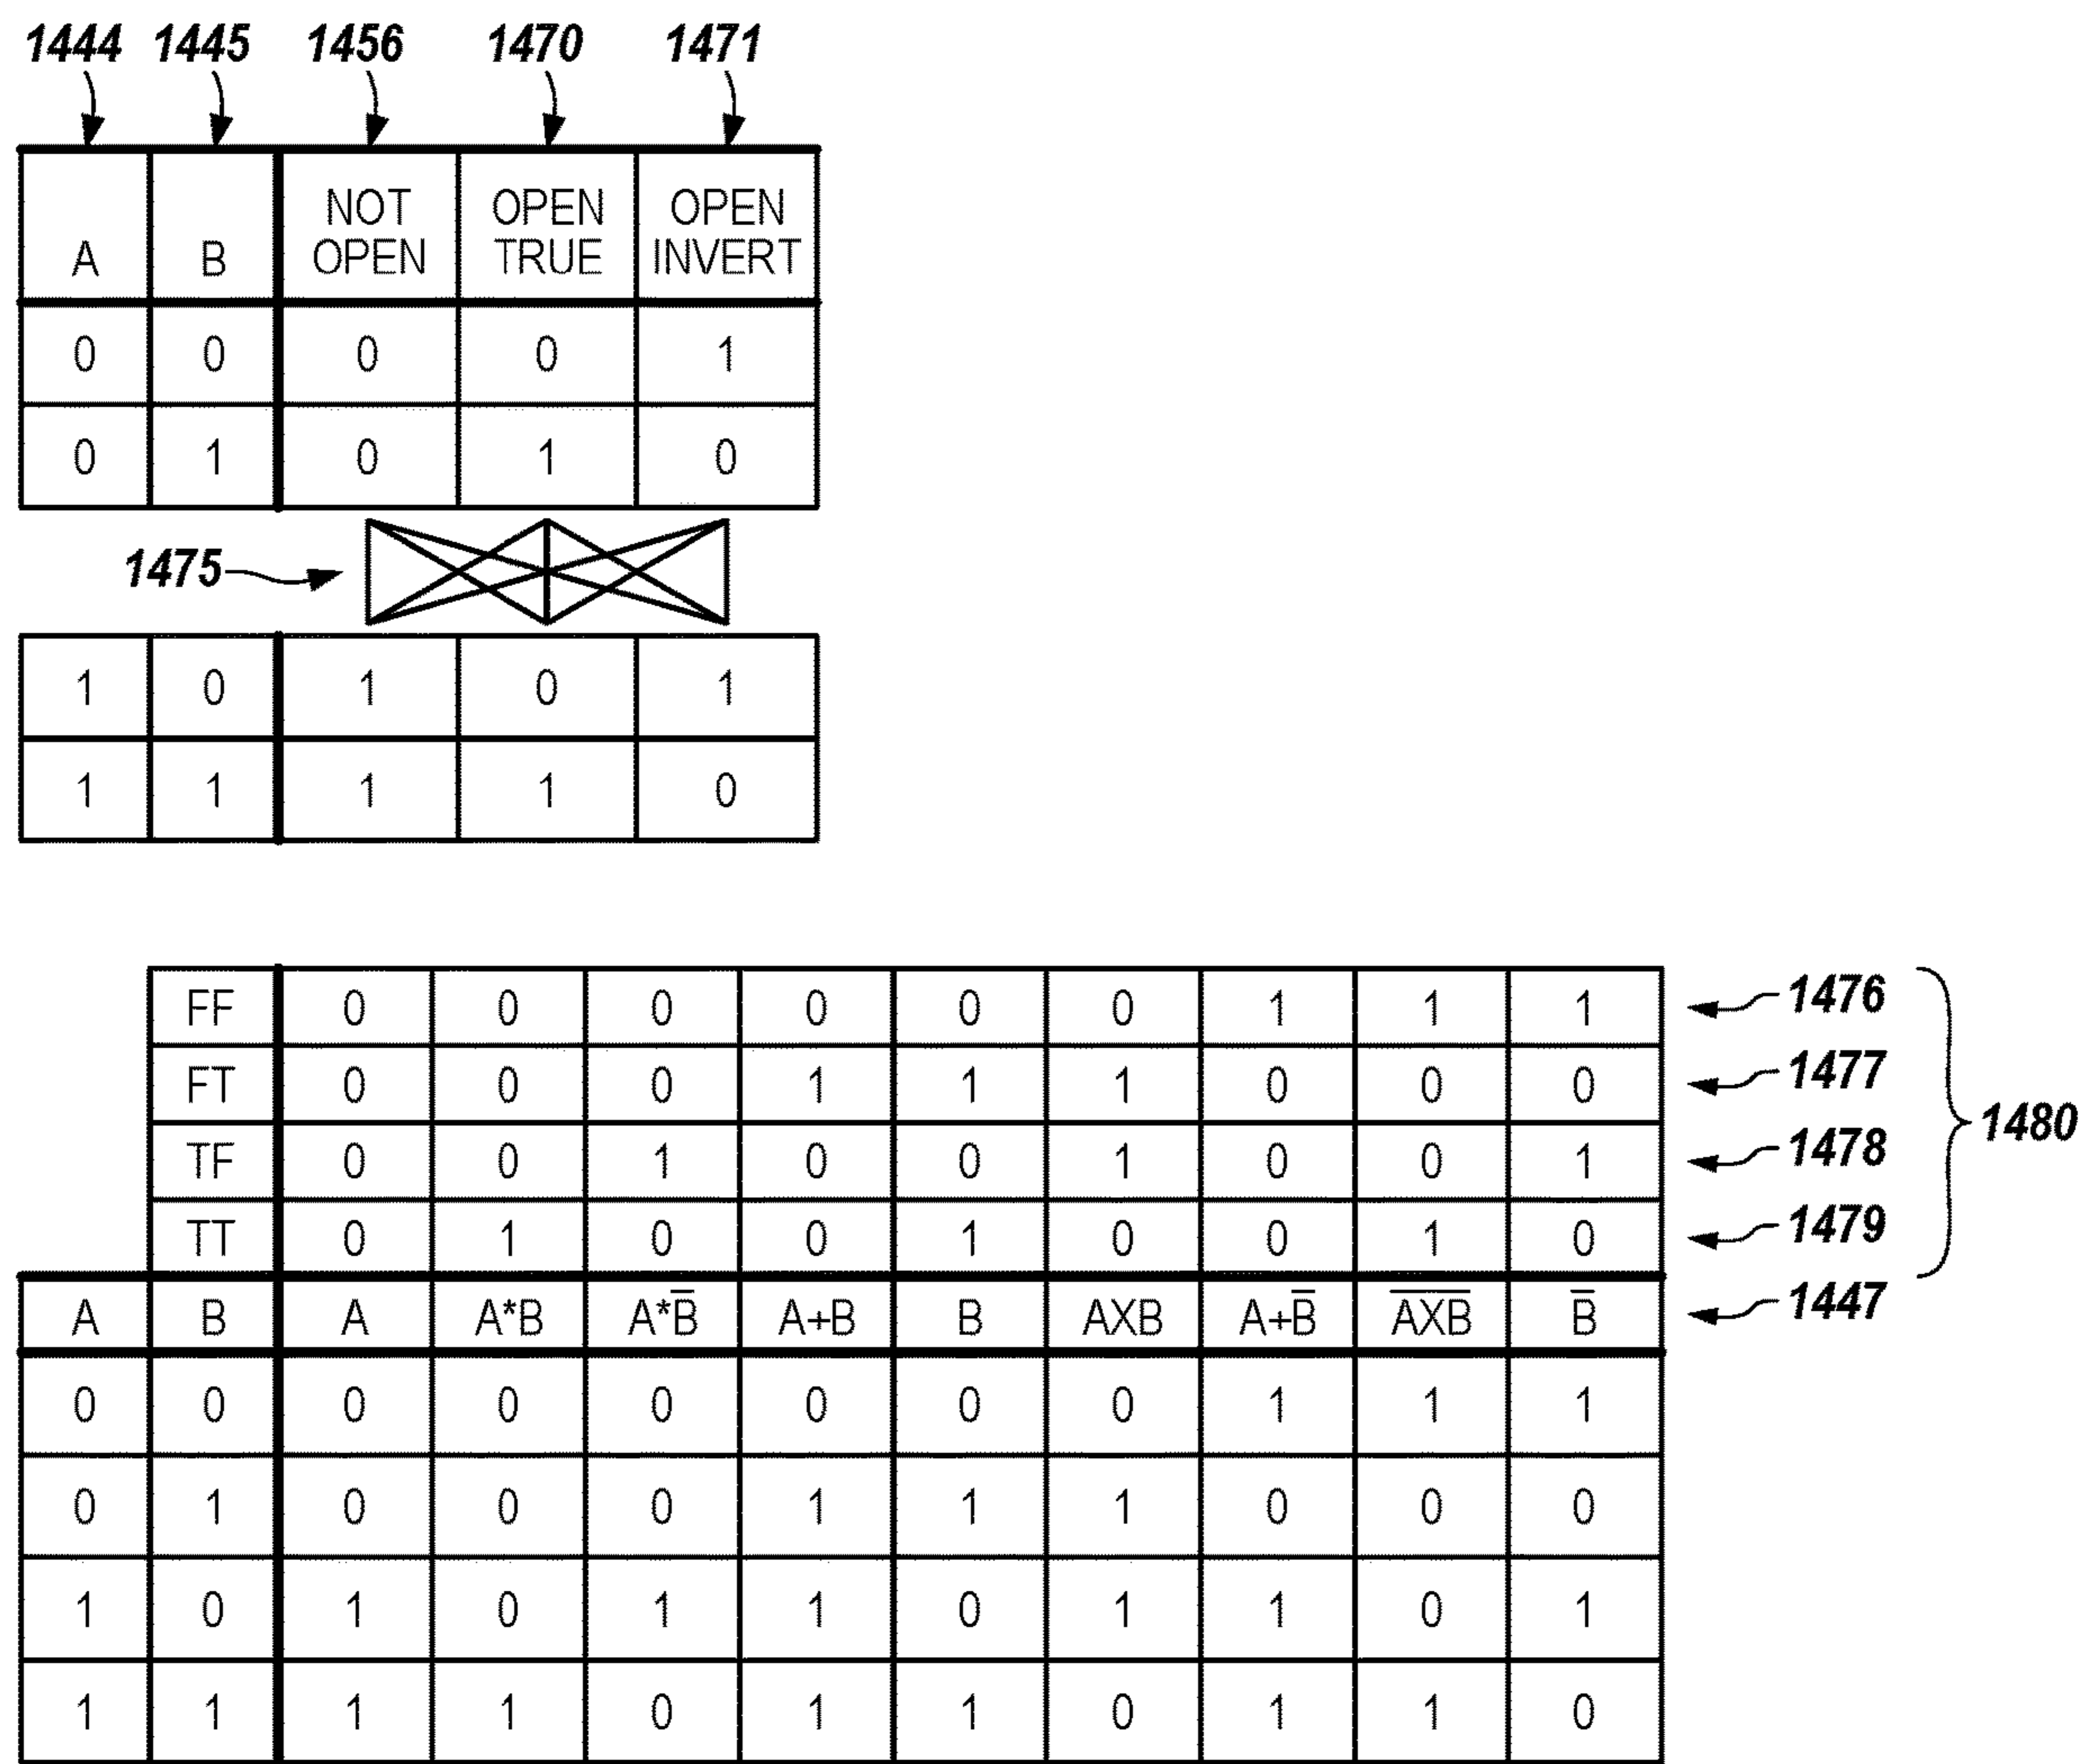 1444 1445 1456 1470 1471
A B NOT OPEN OPEN TRUE OPEN INVERT
0 0 0 0 1
0 1 0 1 0
1475
1 0 1 0 1
1 1 1 1 0
FF 0 0 0 0 0 0 1 1 1 1476
FT 0 0 0 1 1 1 0 0 0 1477
TF 0 0 1 0 0 1 0 0 1 1478
TT 0 1 0 0 1 0 0 1 0 1479
1480
A B A A*B A*B̅ A+B B AXB A+B̅ A̅X̅B̅ B̅ 1447
0 0 0 0 0 0 0 0 1 1 1
0 1 0 0 0 1 1 1 0 0 0
1 0 1 0 1 1 0 1 1 0 1
1 1 1 1 0 1 1 0 1 1 0